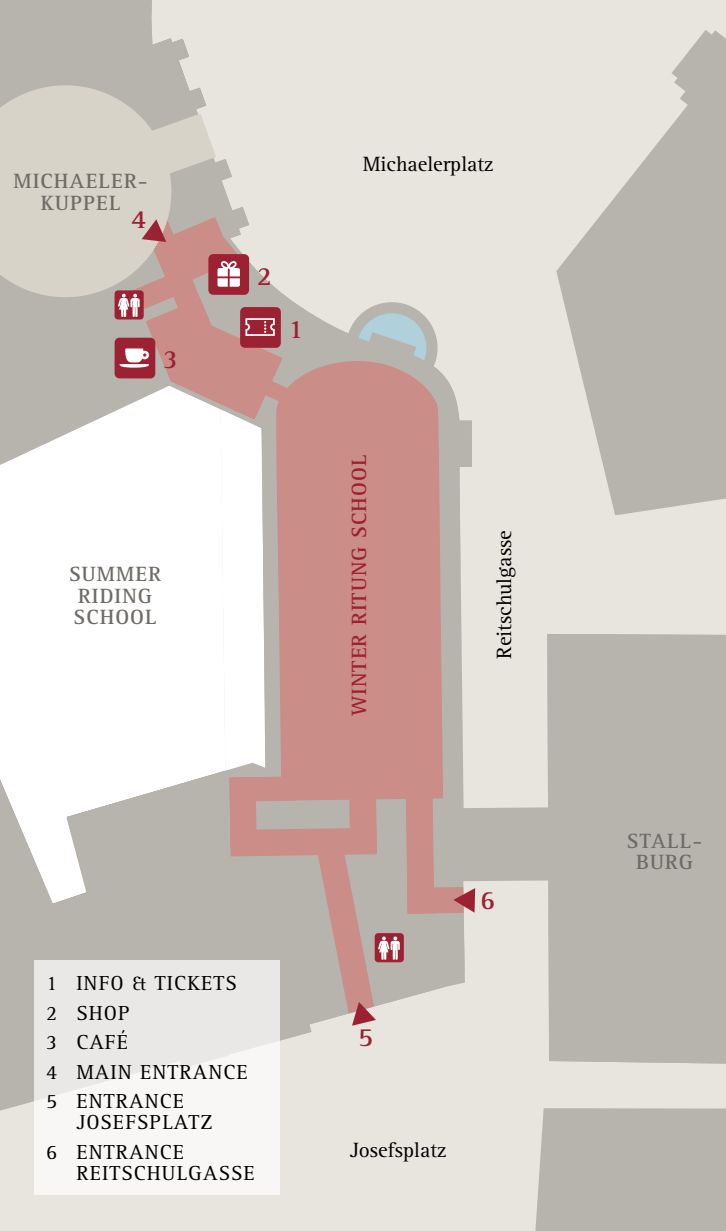 Michaelerplatz
MICHAELER-
KUPPEL
4
2
1
3
WINTER RITUNG SCHOOL
Reitschulgasse
SUMMER
RIDING
SCHOOL
STALL-
BURG
6
5
1 INFO & TICKETS
2 SHOP
3 CAFÉ
4 MAIN ENTRANCE
5 ENTRANCE
JOSEFSPLATZ
6 ENTRANCE
REITSCHULGASSE
Josefsplatz